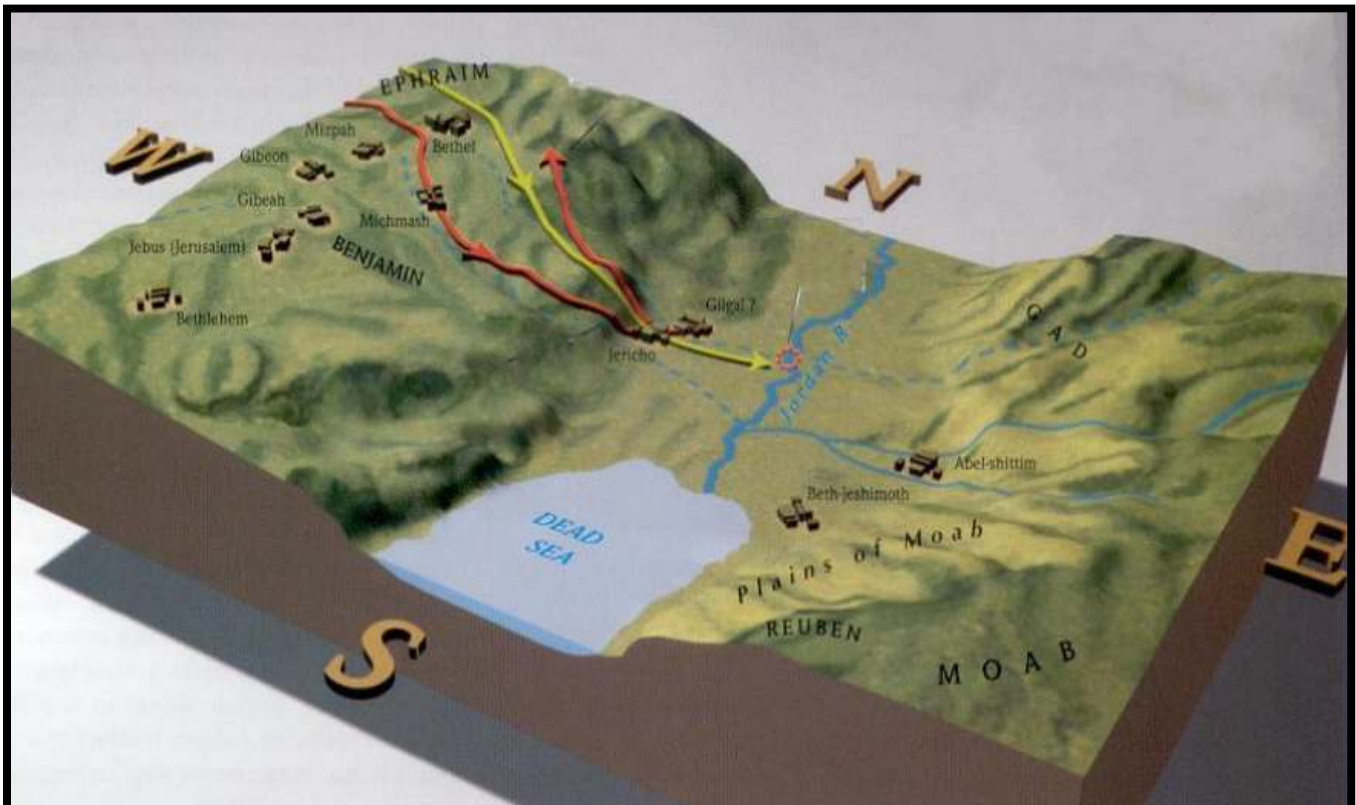 EPHRAIM
W
Mizpah
Bethel
Gibeon
N
Gibeah
Michmash
Jebus (Jerusalem)
BENJAMIN
Bethlehem
Gilgal ?
Jericho
GAD
Jordan R.
Abel-shittim
Beth-jeshimoth
DEAD
SEA
Plains of Moab
E
REUBEN
MOAB
S